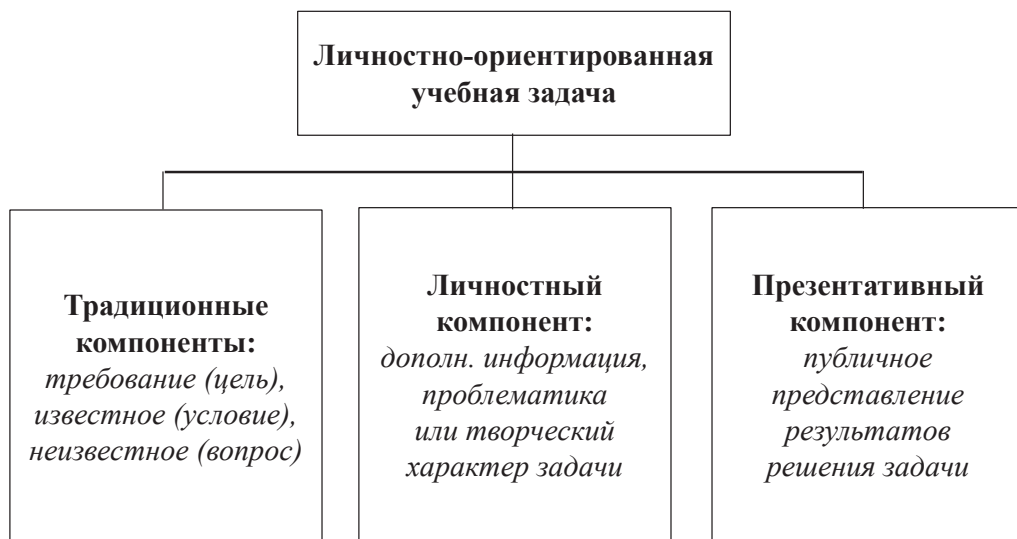 Личностно-ориентированная
учебная задача
Традиционные
компоненты:
требование (цель),
известное (условие),
неизвестное (вопрос)
Личностный
компонент:
дополн. информация,
проблематика
или творческий
характер задачи
Презентативный
компонент:
публичное
представление
результатов
решения задачи